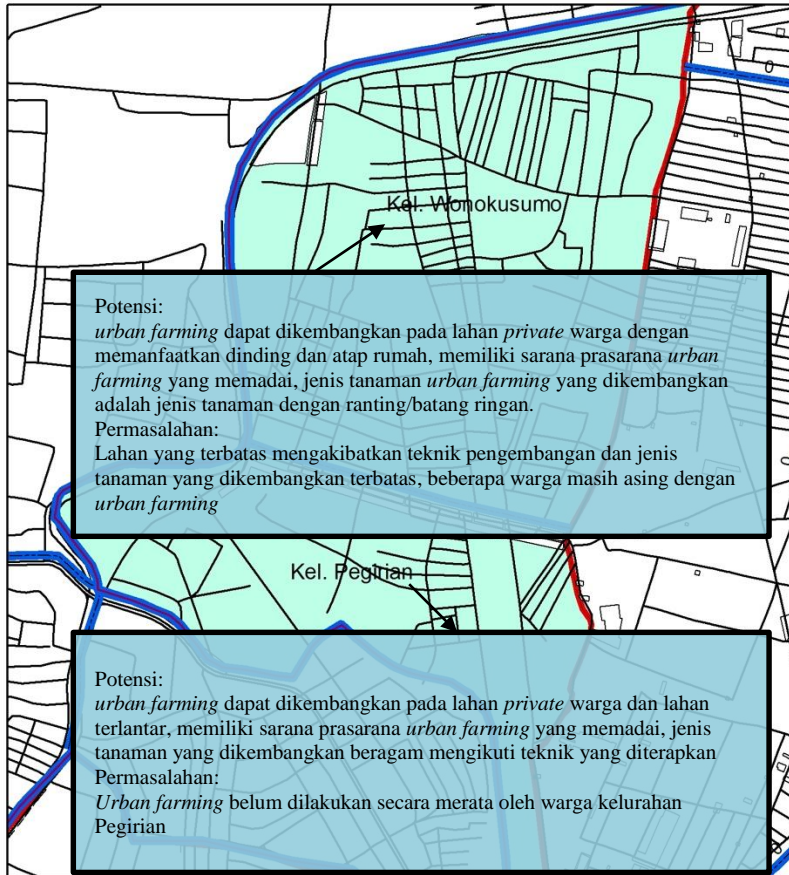 Kel. Wonokusumo
Potensi:
urban farming dapat dikembangkan pada lahan private warga dengan
memanfaatkan dinding dan atap rumah, memiliki sarana prasarana urban
farming yang memadai, jenis tanaman urban farming yang dikembangkan
adalah jenis tanaman dengan ranting/batang ringan.
Permasalahan:
Lahan yang terbatas mengakibatkan teknik pengembangan dan jenis
tanaman yang dikembangkan terbatas, beberapa warga masih asing dengan
urban farming
Kel. Pegirian
Potensi:
urban farming dapat dikembangkan pada lahan private warga dan lahan
terlantar, memiliki sarana prasarana urban farming yang memadai, jenis
tanaman yang dikembangkan beragam mengikuti teknik yang diterapkan
Permasalahan:
Urban farming belum dilakukan secara merata oleh warga kelurahan
Pegirian